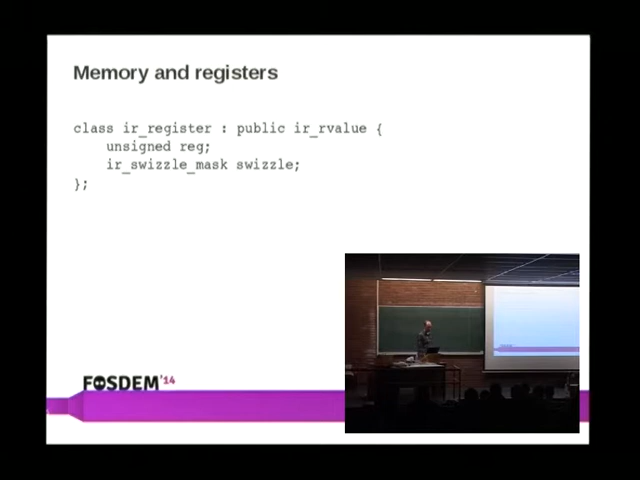 Memory and registers
class ir_register : public ir_rvalue {
unsigned reg;
ir_swizzle_mask swizzle;
};
FOSDEM'14